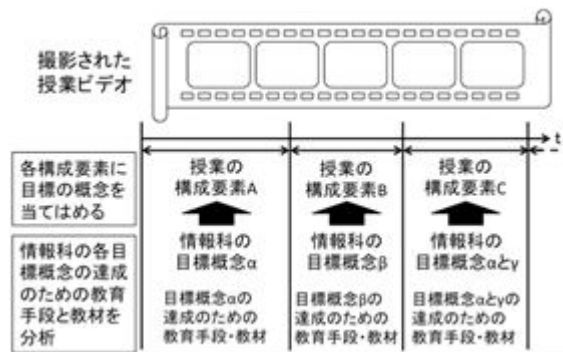 撮影された
授業ビデオ
t
各構成要素に
目標の概念を
当てはめる
授業の
構成要素A
授業の
構成要素B
授業の
構成要素C
情報科の各目
標概念の達成
のための教育
手段と教材を
分析
情報科の
目標概念α
情報科の
目標概念β
情報科の
目標概念αとγ
目標概念αの
達成のための
教育手段・教材
目標概念βの
達成のための
教育手段・教材
目標概念αとγの
達成のための
教育手段・教材